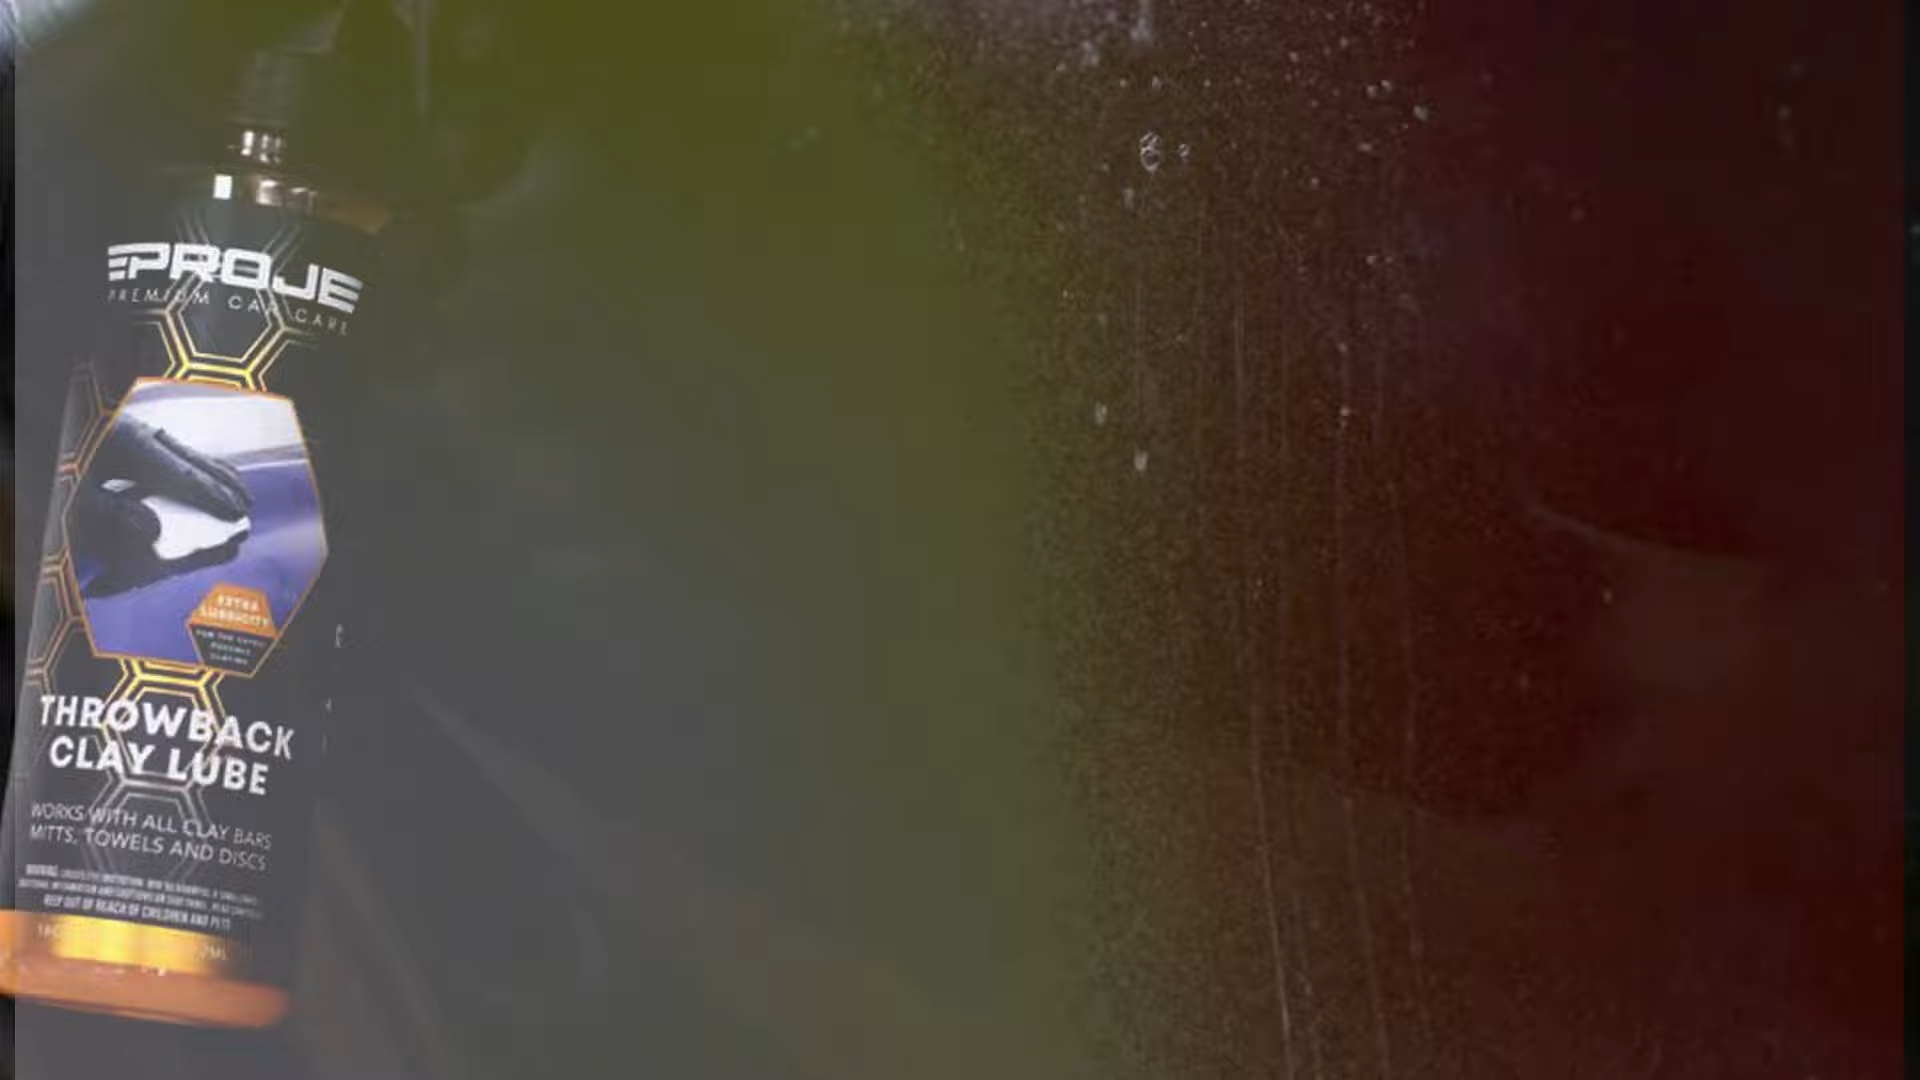 PROJE
PREMIUM CAR CARE
EXTRA
LUBRICITY
THROWBACK
CLAY LUBE
WORKS WITH ALL CLAY BARS
MITTS, TOWELS AND DISCS
KEEP OUT OF REACH OF CHILDREN AND PETS